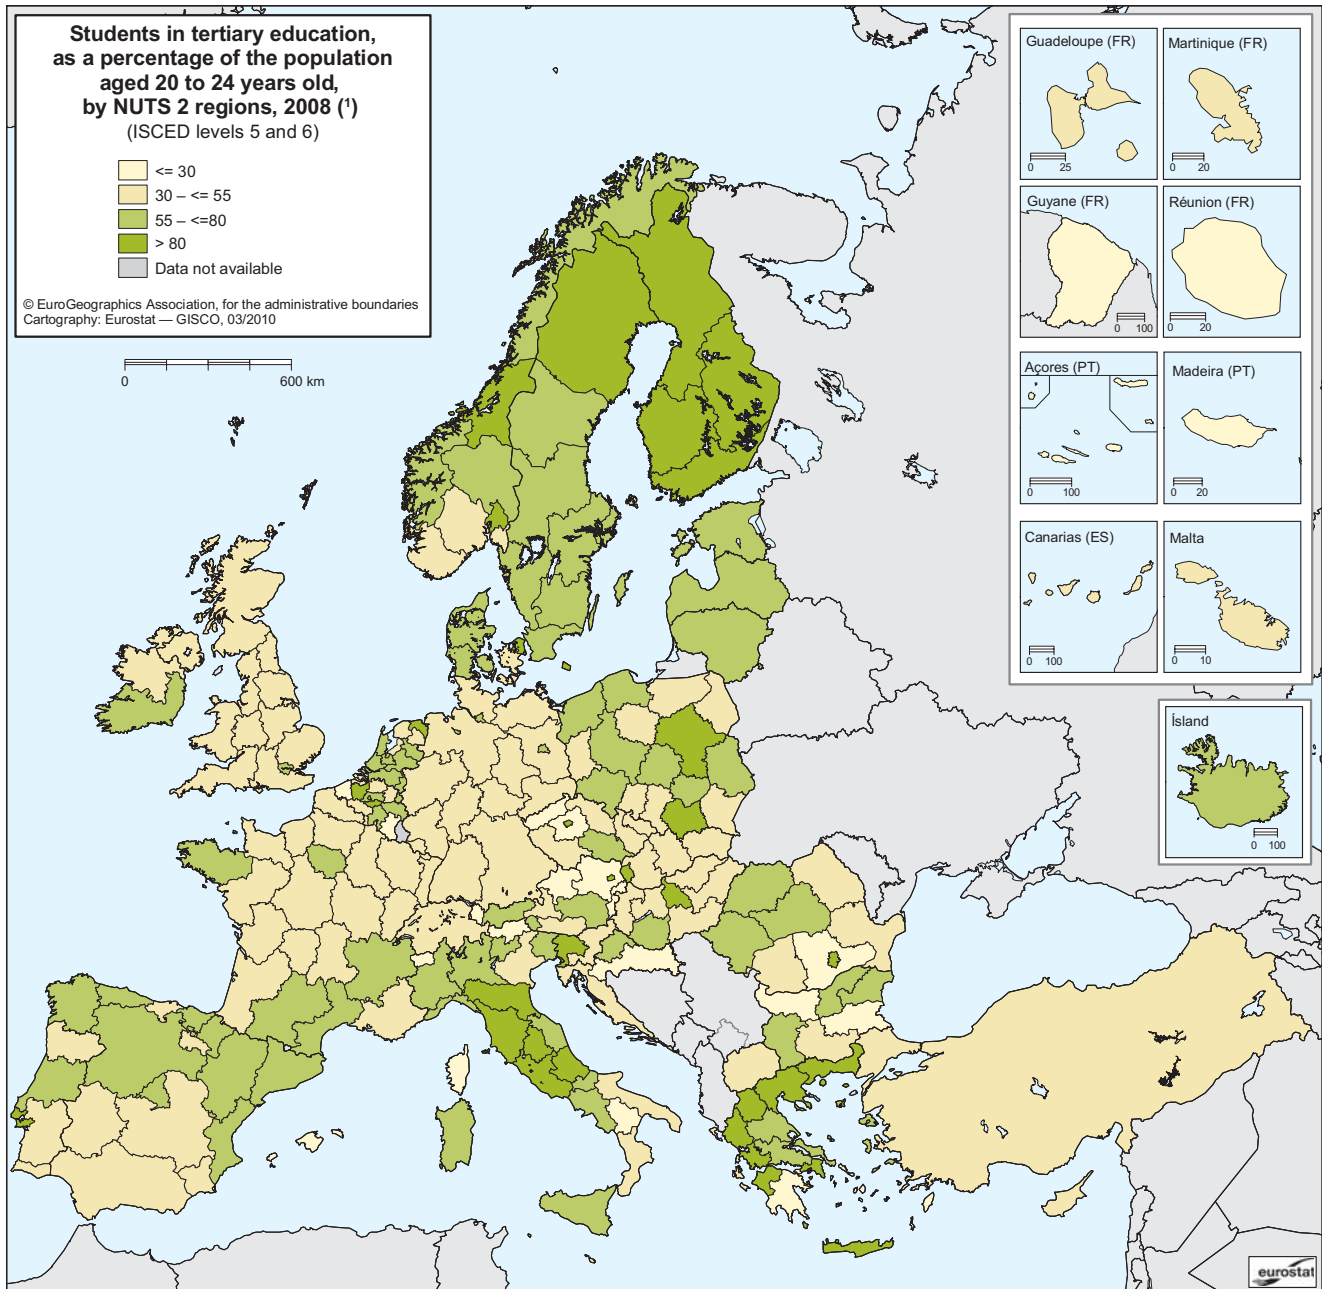 Students in tertiary education,
as a percentage of the population
aged 20 to 24 years old,
by NUTS 2 regions, 2008 (¹)
(ISCED levels 5 and 6)
<= 30
30 – <= 55
55 – <=80
> 80
Data not available
© EuroGeographics Association, for the administrative boundaries
Cartography: Eurostat — GISCO, 03/2010
0 600 km
Guadeloupe (FR)
0 25
Martinique (FR)
0 20
Guyane (FR)
0 100
Réunion (FR)
0 20
Açores (PT)
0 100
Madeira (PT)
0 20
Canarias (ES)
0 100
Malta
0 10
Ísland
0 100
eurostat